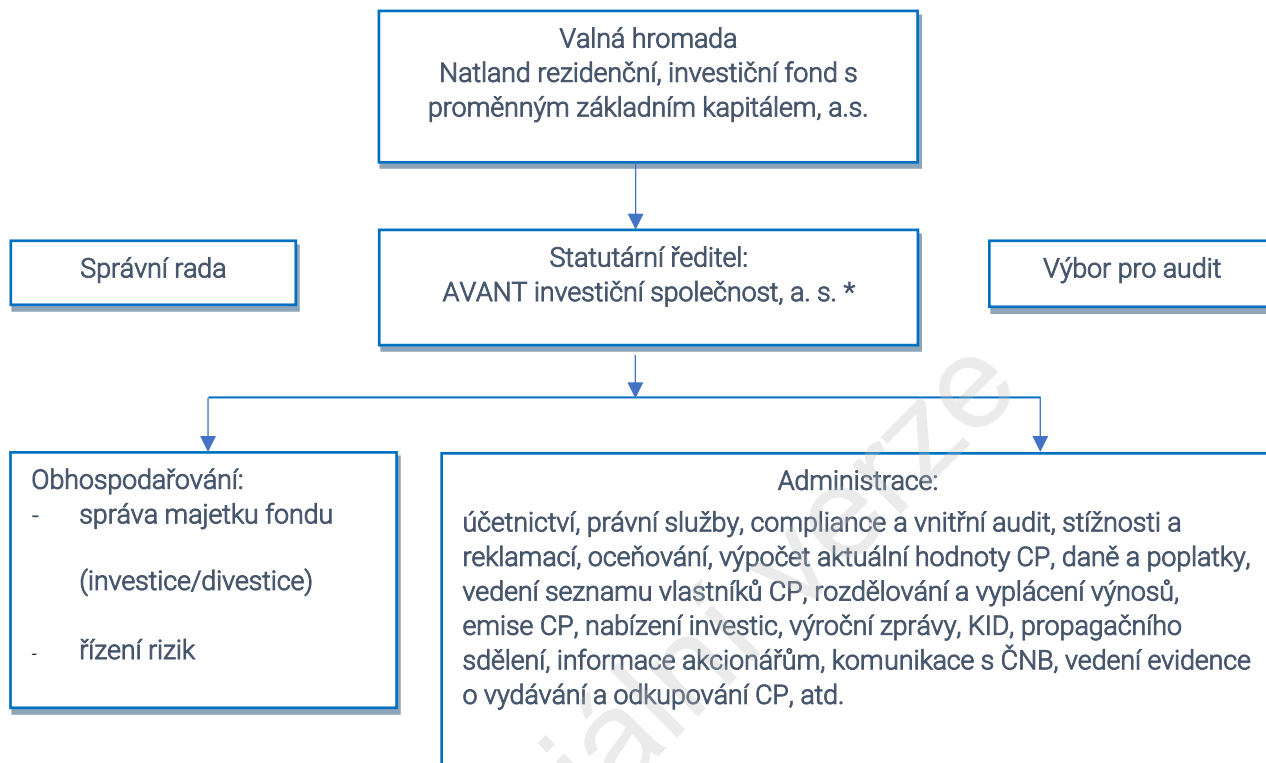 Valná hromada
Natland rezidenční, investiční fond s
proměnným základním kapitálem, a.s.
Správní rada
Statutární ředitel:
AVANT investiční společnost, a. s. *
Výbor pro audit
Obhospodařování:
- správa majetku fondu
(investice/divestice)
- řízení rizik
Administrace:
účetnictví, právní služby, compliance a vnitřní audit, stížnosti a
reklamací, oceňování, výpočet aktuální hodnoty CP, daně a poplatky,
vedení seznamu vlastníků CP, rozdělování a vyplácení výnosů,
emise CP, nabízení investic, výroční zprávy, KID, propagačního
sdělení, informace akcionářům, komunikace s ČNB, vedení evidence
o vydávání a odkupování CP, atd.
verze